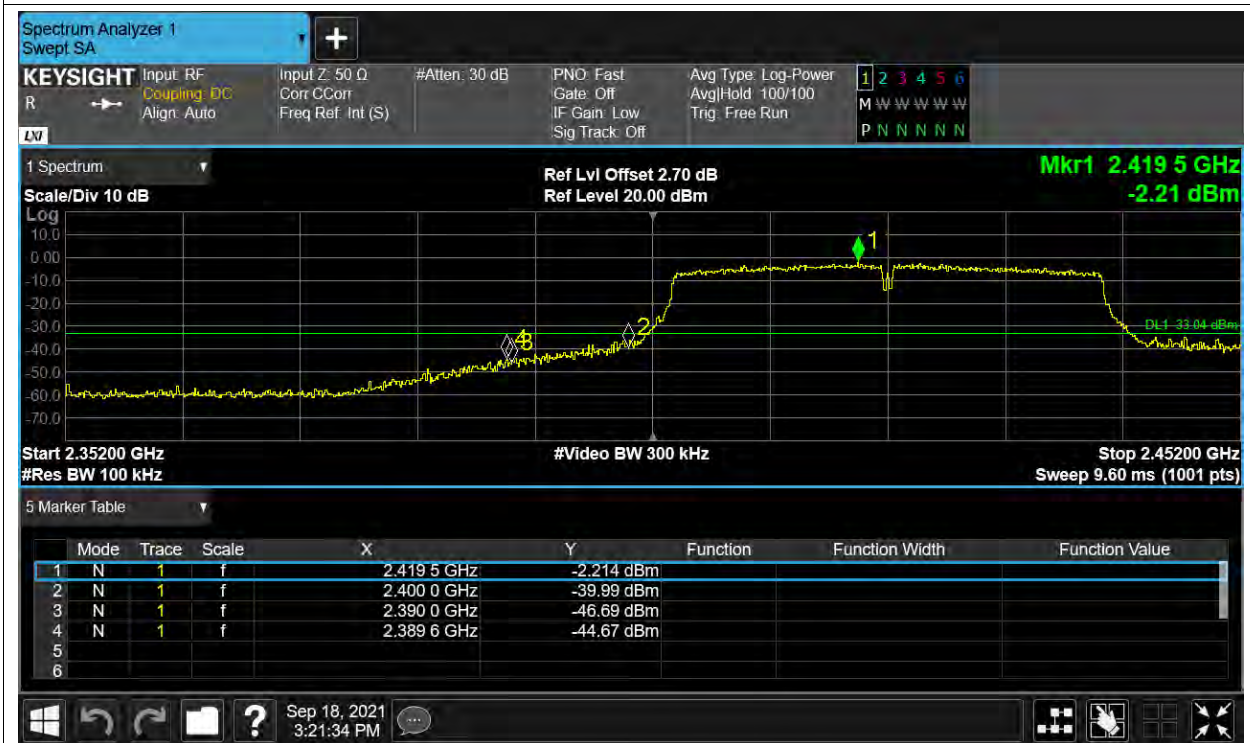 Spectrum Analyzer 1
Swept SA
+
KEYSIGHT Input: RF Input Z: 50 Ω #Atten: 30 dB PNO: Fast Avg Type: Log-Power 1 2 3 4 5 6
R Coupling: DC Corr CCorr Gate: Off Avg|Hold: 100/100 M W W W W W
Align: Auto Freq Ref: Int (S) IF Gain: Low Trig: Free Run
LXI Sig Track: Off P N N N N N
1 Spectrum Ref Lvl Offset 2.70 dB Mkr1 2.419 5 GHz
Scale/Div 10 dB Ref Level 20.00 dBm -2.21 dBm
Log
10.0
0.00
-10.0
-20.0
-30.0
-40.0
-50.0
-60.0
-70.0
1
2
4 3
DL1 -33.04 dBm
Start 2.35200 GHz #Video BW 300 kHz Stop 2.45200 GHz
#Res BW 100 kHz Sweep 9.60 ms (1001 pts)
5 Marker Table
Mode Trace Scale X Y Function Function Width Function Value
1 N 1 f 2.419 5 GHz -2.214 dBm
2 N 1 f 2.400 0 GHz -39.99 dBm
3 N 1 f 2.390 0 GHz -46.69 dBm
4 N 1 f 2.389 6 GHz -44.67 dBm
5
6
? Sep 18, 2021
3:21:34 PM